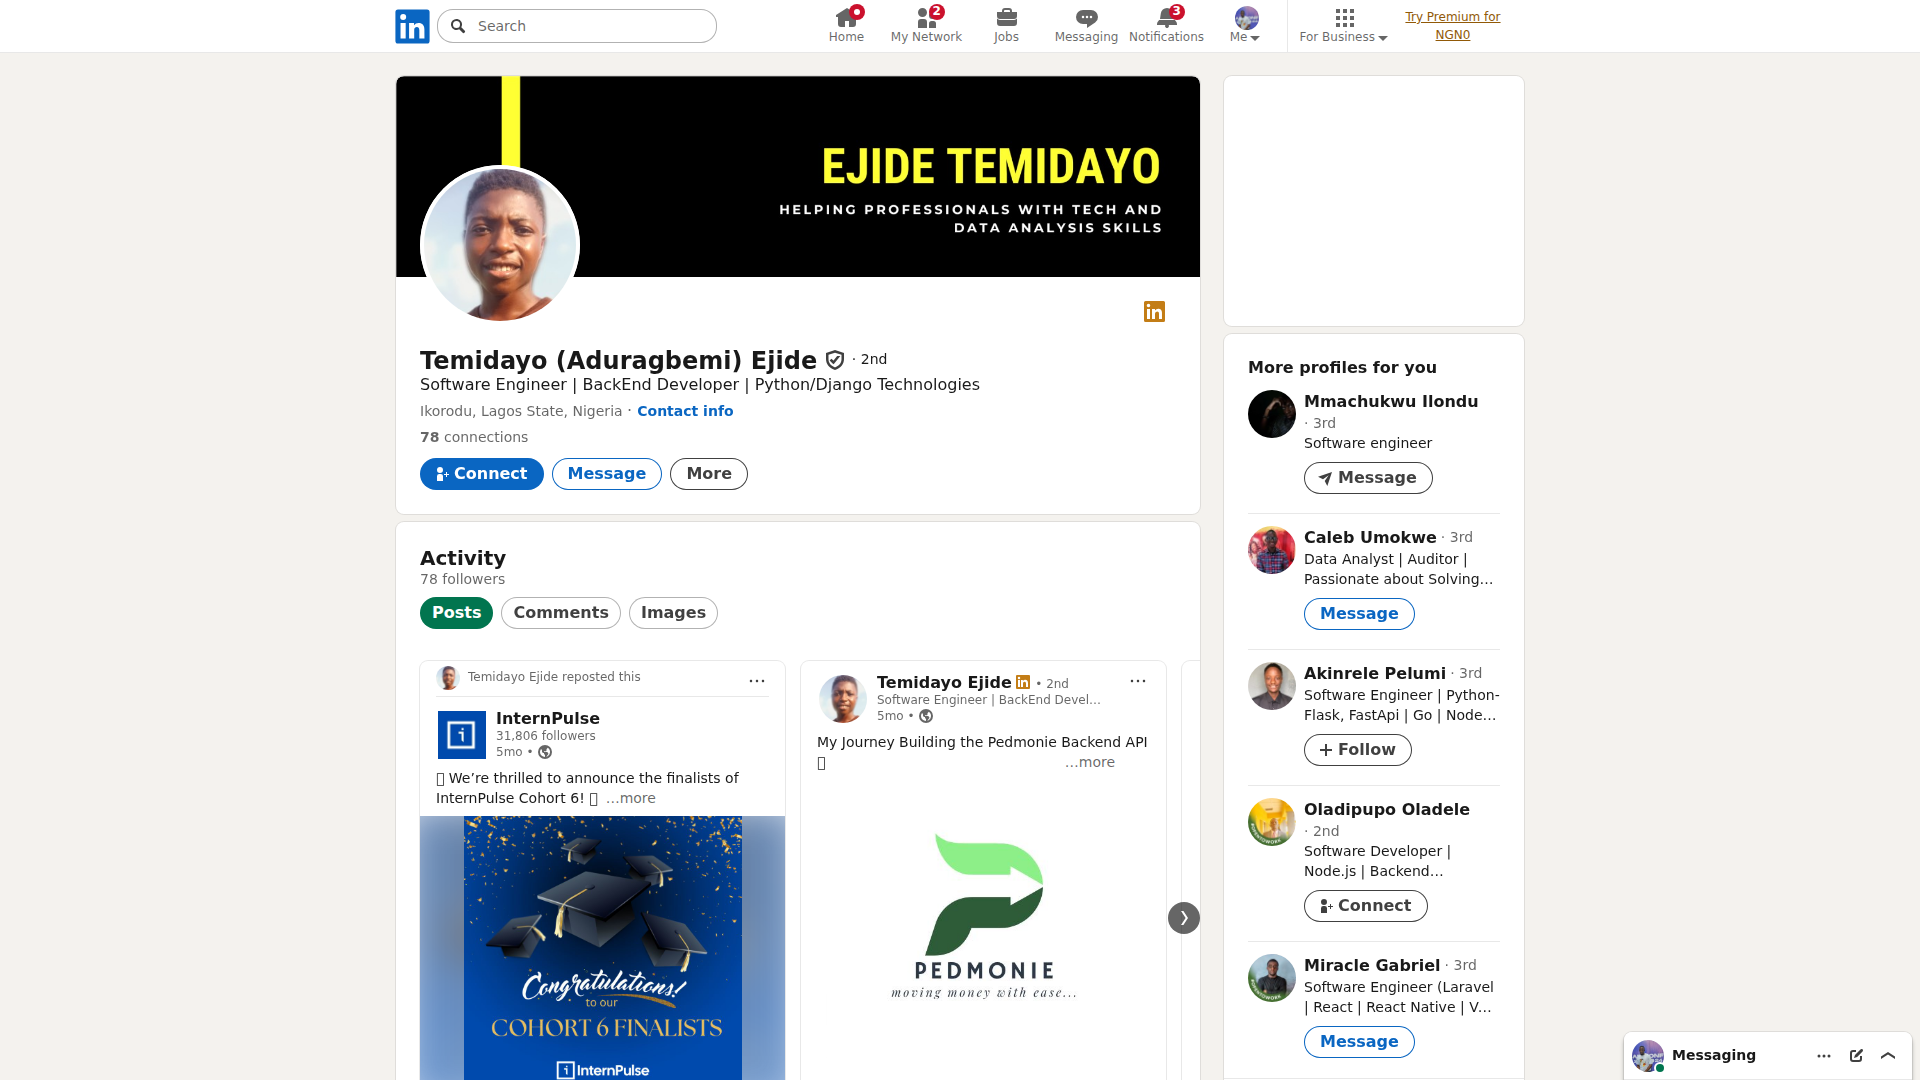 in
Search
Home
2
My Network
Jobs
Messaging
3
Notifications
Me
For Business
Try Premium for
NGN0
EJIDE TEMIDAYO
HELPING PROFESSIONALS WITH TECH AND
DATA ANALYSIS SKILLS
in
Temidayo (Aduragbemi) Ejide · 2nd
Software Engineer | BackEnd Developer | Python/Django Technologies
Ikorodu, Lagos State, Nigeria · Contact info
78 connections
Connect
Message
More
Activity
78 followers
Posts
Comments
Images
Temidayo Ejide reposted this
InternPulse
31,806 followers
5mo •
We’re thrilled to announce the finalists of
InternPulse Cohort 6! …more
Congratulations!
to our
COHORT 6 FINALISTS
InternPulse
Temidayo Ejide in • 2nd
Software Engineer | BackEnd Devel…
5mo •
My Journey Building the Pedmonie Backend API
…more
PEDMONIE
moving money with ease...
More profiles for you
Mmachukwu Ilondu
· 3rd
Software engineer
Message
Caleb Umokwe · 3rd
Data Analyst | Auditor |
Passionate about Solving…
Message
Akinrele Pelumi · 3rd
Software Engineer | Python-
Flask, FastApi | Go | Node…
Follow
Oladipupo Oladele
· 2nd
Software Developer |
Node.js | Backend…
Connect
Miracle Gabriel · 3rd
Software Engineer (Laravel
| React | React Native | V…
Message
Messaging